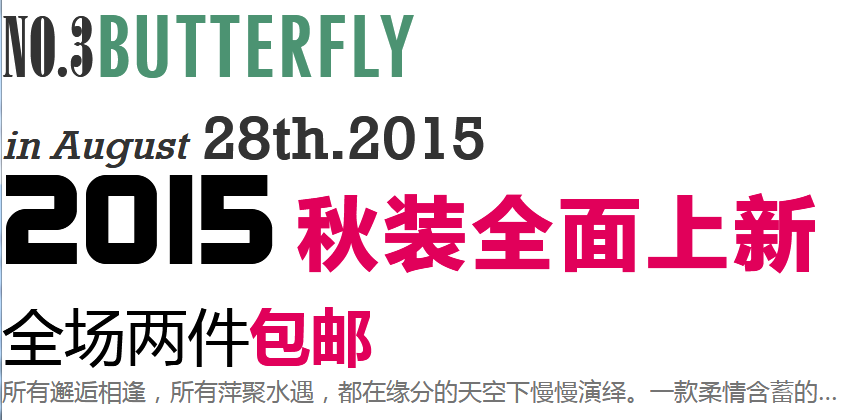 NO.3BUTTERFLY
in August 28th.2015
2015 秋装全面上新
全场两件包邮
所有邂逅相逢，所有萍聚水遇，都在缘分的天空下慢慢演绎。一款柔情含蓄的...